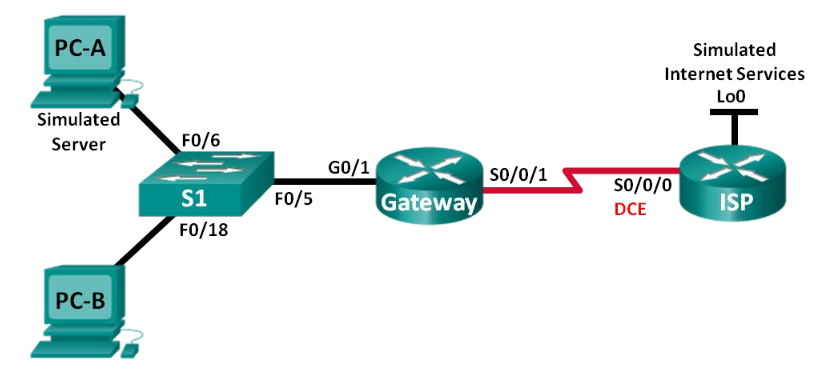 PC-A
Simulated
Server
F0/6
S1
F0/5
F0/18
PC-B
G0/1
Gateway
S0/0/1
S0/0/0
DCE
ISP
Simulated
Internet Services
Lo0